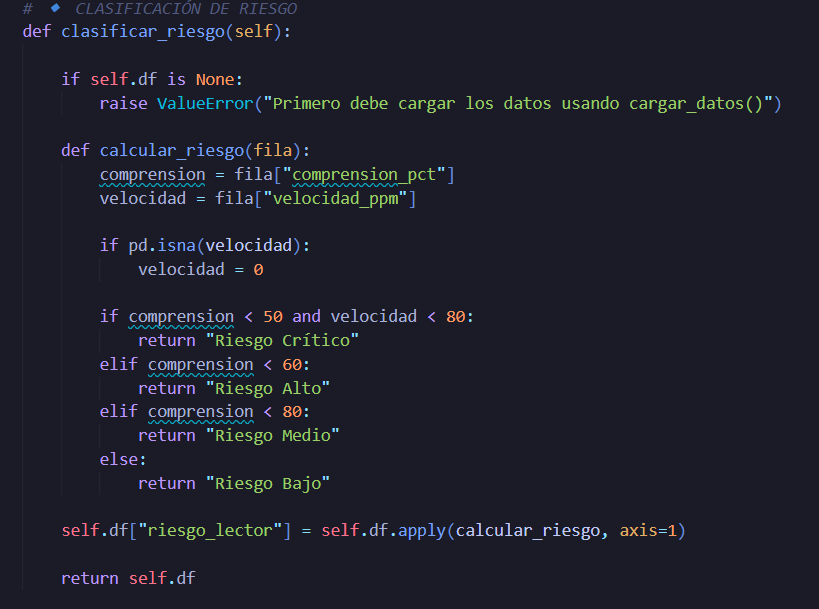 # 🔹 CLASIFICACIÓN DE RIESGO
def clasificar_riesgo(self):
if self.df is None:
raise ValueError("Primero debe cargar los datos usando cargar_datos()")
def calcular_riesgo(fila):
comprension = fila["comprension_pct"]
velocidad = fila["velocidad_ppm"]
if pd.isna(velocidad):
velocidad = 0
if comprension < 50 and velocidad < 80:
return "Riesgo Crítico"
elif comprension < 60:
return "Riesgo Alto"
elif comprension < 80:
return "Riesgo Medio"
else:
return "Riesgo Bajo"
self.df["riesgo_lector"] = self.df.apply(calcular_riesgo, axis=1)
return self.df